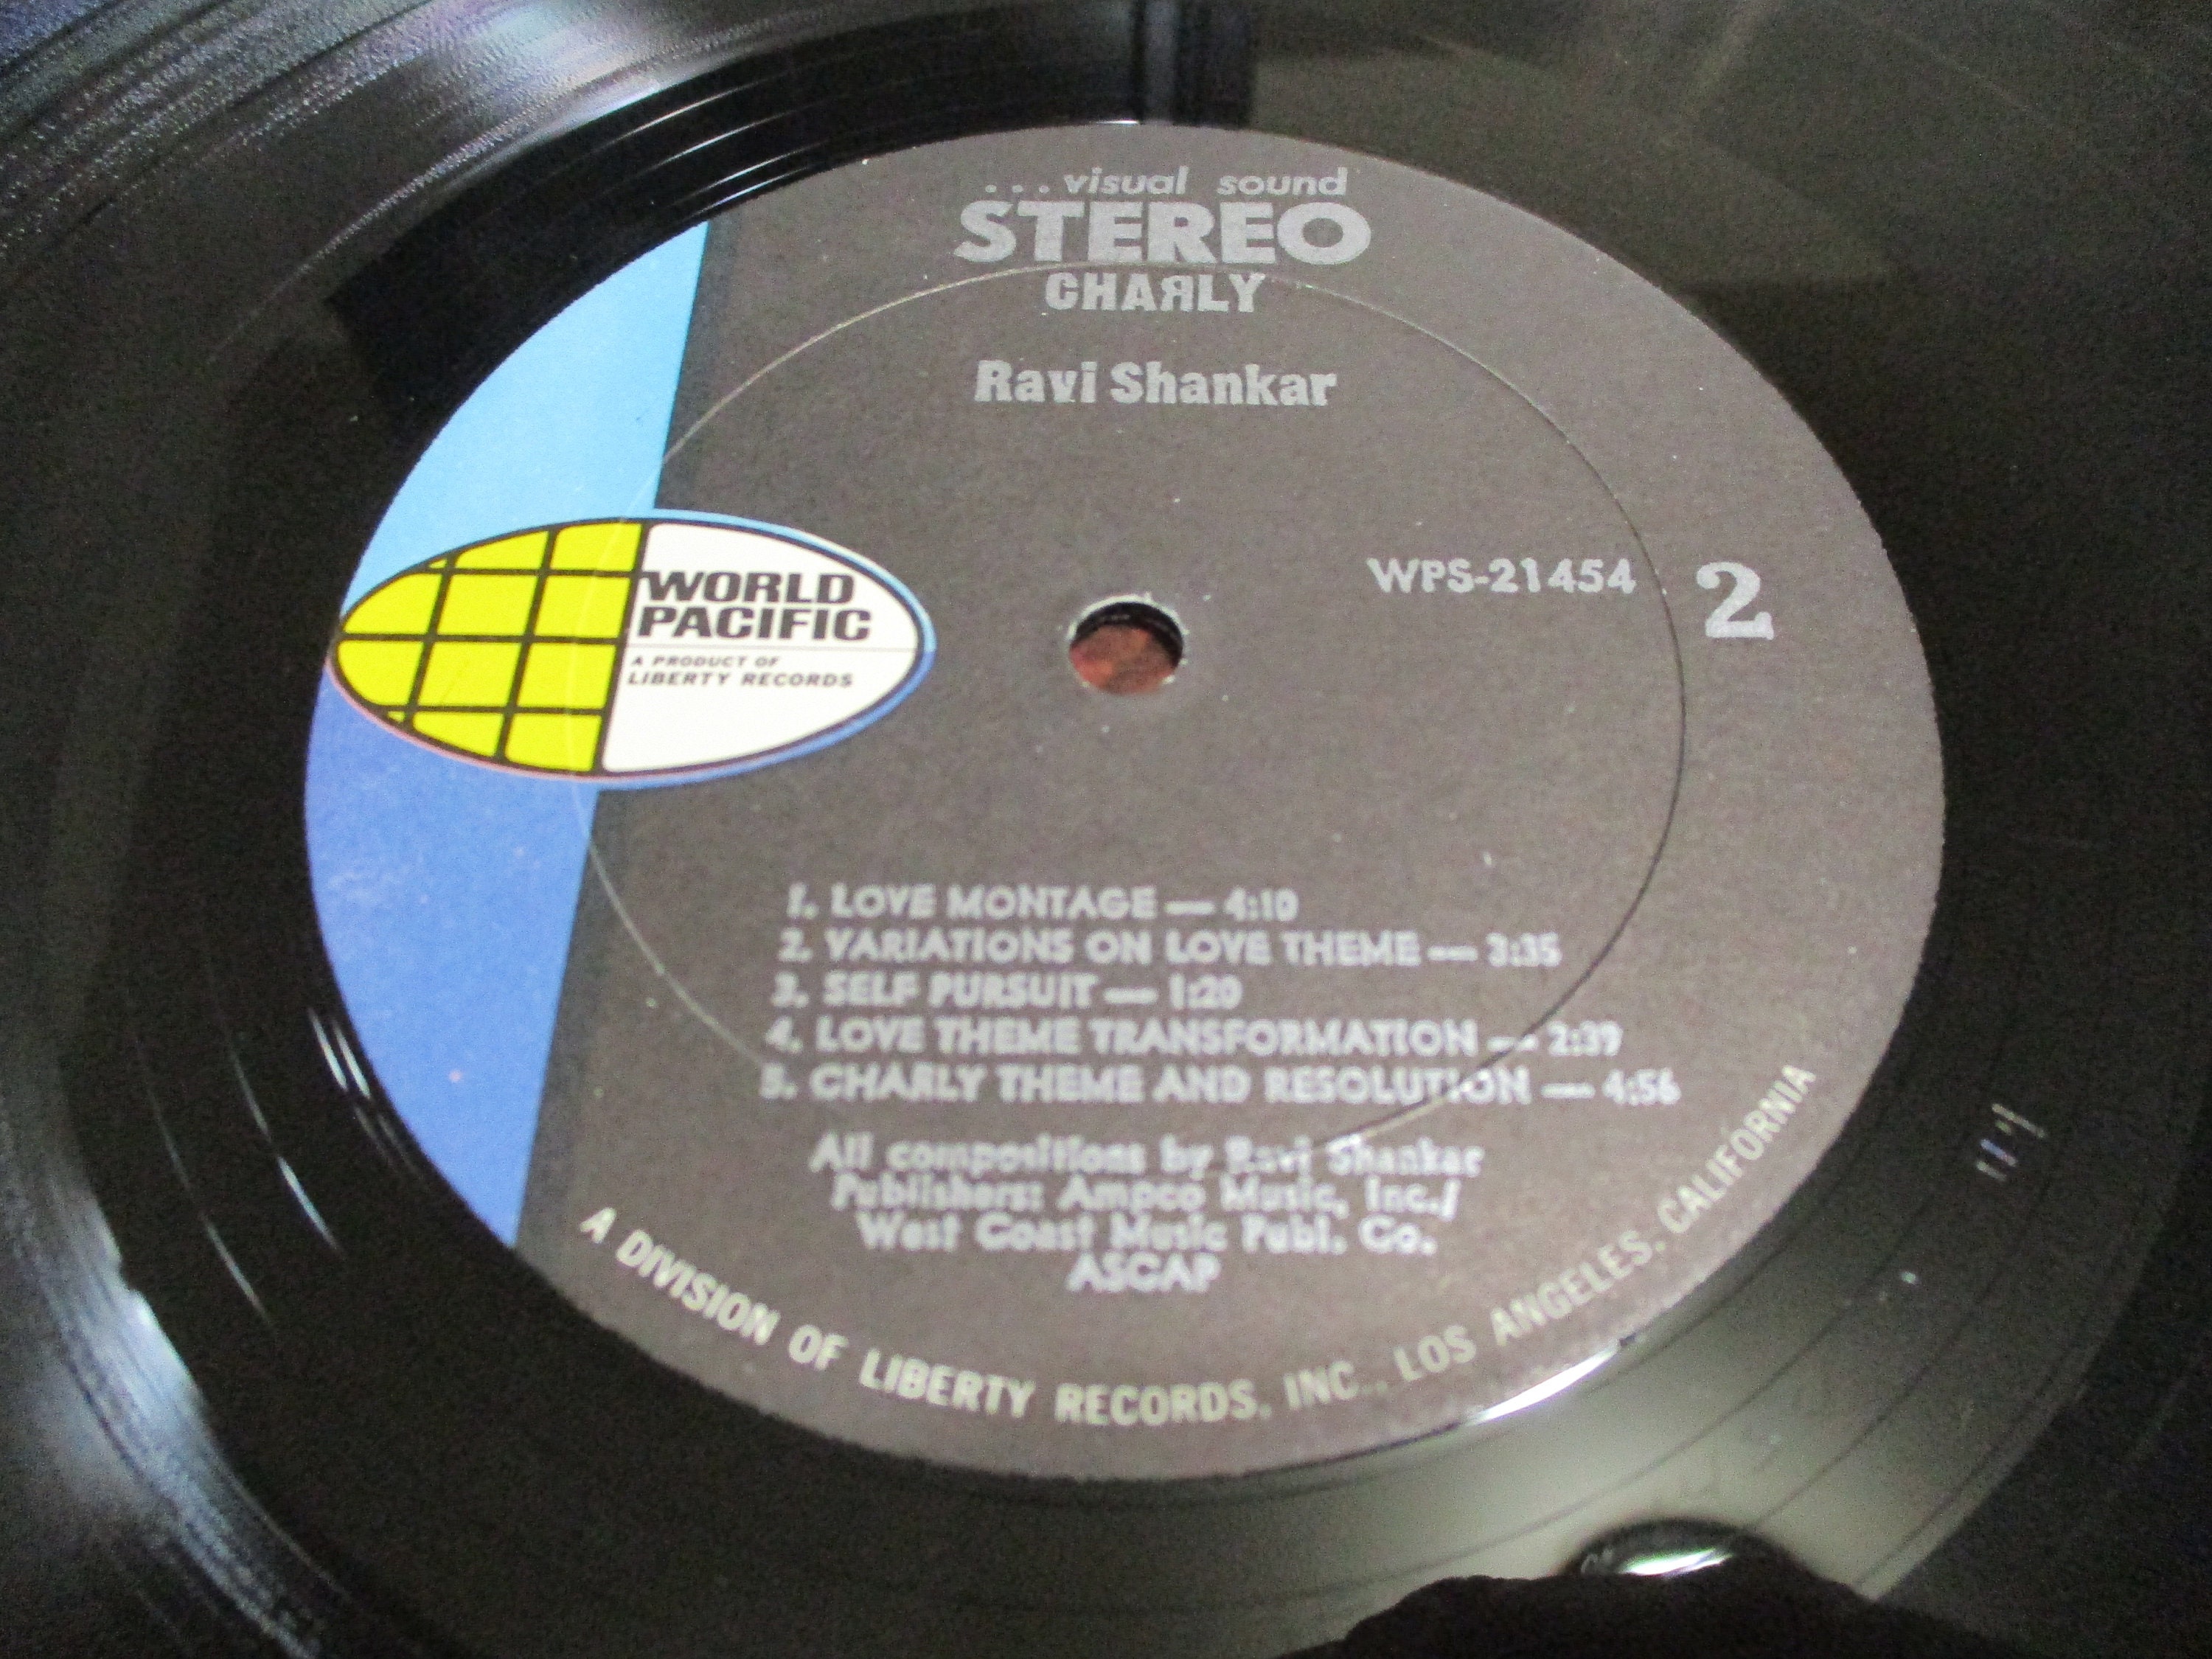 ...visual sound
STEREO
CHAЯLY
Ravi Shankar
WORLD
PACIFIC
A PRODUCT OF
LIBERTY RECORDS
WPS-21454
2
1. LOVE MONTAGE — 4:10
2. VARIATIONS ON LOVE THEME — 3:35
3. SELF PURSUIT — 1:20
4. LOVE THEME TRANSFORMATION — 2:39
5. CHARLY THEME AND RESOLUTION — 4:56
All compositions by Ravi Shankar
Publishers: Ampco Music, Inc./
West Coast Music Publ. Co.
ASCAP
A DIVISION OF LIBERTY RECORDS, INC., LOS ANGELES, CALIFORNIA